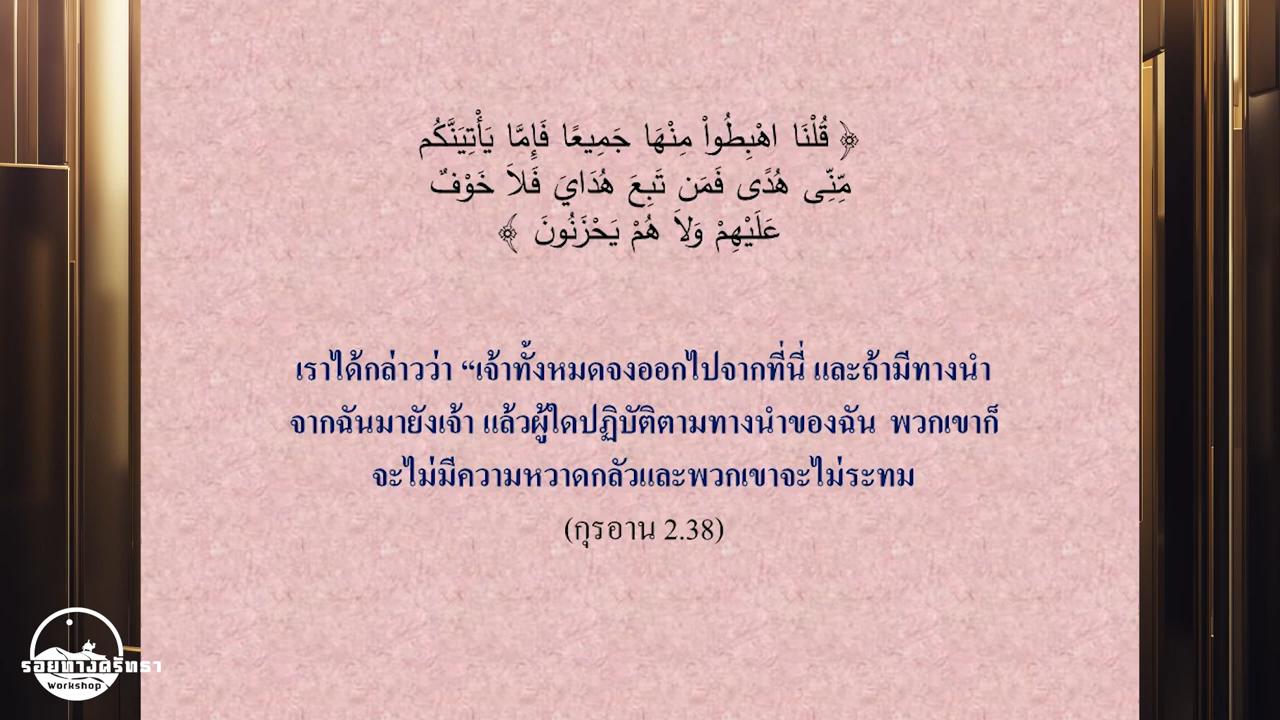 ﴿ قُلْنَا اهْبِطُواْ مِنْهَا جَمِيعًا فَإِمَّا يَأْتِيَنَّكُم
مِّنِّى هُدًى فَمَن تَبِعَ هُدَايَ فَلاَ خَوْفٌ
عَلَيْهِمْ وَلاَ هُمْ يَحْزَنُونَ ﴾
เราได้กล่าวว่า “เจ้าทั้งหมดจงออกไปจากที่นี่ และถ้ามีทางนำ
จากฉันมายังเจ้า แล้วผู้ใดปฏิบัติตามทางนำของฉัน พวกเขาก็
จะไม่มีความหวาดกลัวและพวกเขาจะไม่ระทม
(กุรอาน 2.38)
รอยทางศรัทธา
Workshop